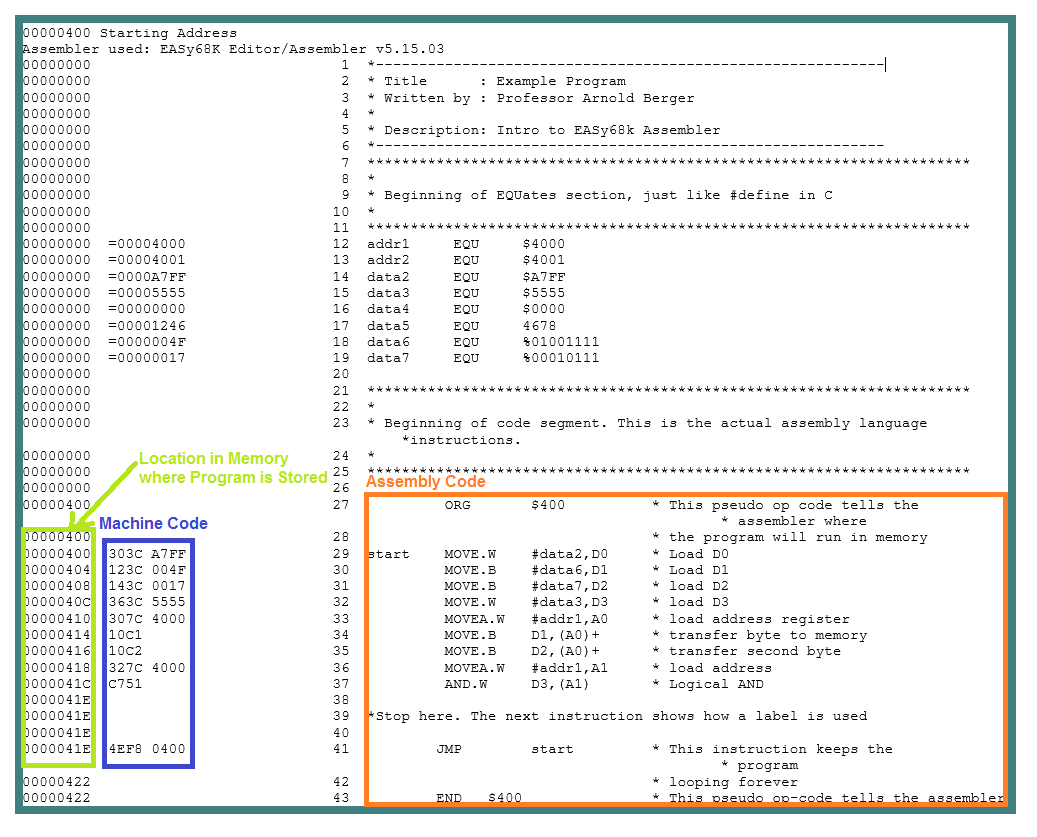 00000400 Starting Address
Assembler used: EASy68K Editor/Assembler v5.15.03
00000000 1 *-----------------------------------------------------------|
00000000 2 * Title : Example Program
00000000 3 * Written by : Professor Arnold Berger
00000000 4 *
00000000 5 * Description: Intro to EASy68k Assembler
00000000 6 *-----------------------------------------------------------
00000000 7 **********************************************************************
00000000 8 *
00000000 9 * Beginning of EQUates section, just like #define in C
00000000 10 *
00000000 11 **********************************************************************
00000000 =00004000 12 addr1 EQU $4000
00000000 =00004001 13 addr2 EQU $4001
00000000 =0000A7FF 14 data2 EQU $A7FF
00000000 =00005555 15 data3 EQU $5555
00000000 =00000000 16 data4 EQU $0000
00000000 =00001246 17 data5 EQU 4678
00000000 =0000004F 18 data6 EQU %01001111
00000000 =00000017 19 data7 EQU %00010111
00000000 20
00000000 21 **********************************************************************
00000000 22 *
00000000 23 * Beginning of code segment. This is the actual assembly language
*instructions.
00000000 24 *
00000000 25 **********************************************************************
00000000 26
Location in Memory
where Program is Stored
Assembly Code
00000400 27 ORG $400 * This pseudo op code tells the
* assembler where
Machine Code
00000400 28 * the program will run in memory
00000400 303C A7FF 29 start MOVE.W #data2,D0 * Load D0
00000404 123C 004F 30 MOVE.B #data6,D1 * Load D1
00000408 143C 0017 31 MOVE.B #data7,D2 * load D2
0000040C 363C 5555 32 MOVE.W #data3,D3 * load D3
00000410 307C 4000 33 MOVEA.W #addr1,A0 * load address register
00000414 10C1 34 MOVE.B D1,(A0)+ * transfer byte to memory
00000416 10C2 35 MOVE.B D2,(A0)+ * transfer second byte
00000418 327C 4000 36 MOVEA.W #addr1,A1 * load address
0000041C C751 37 AND.W D3,(A1) * Logical AND
0000041E 38
0000041E 39 *Stop here. The next instruction shows how a label is used
0000041E 40
0000041E 4EF8 0400 41 JMP start * This instruction keeps the
* program
00000422 42 * looping forever
00000422 43 END $400 * This pseudo op-code tells the assembler